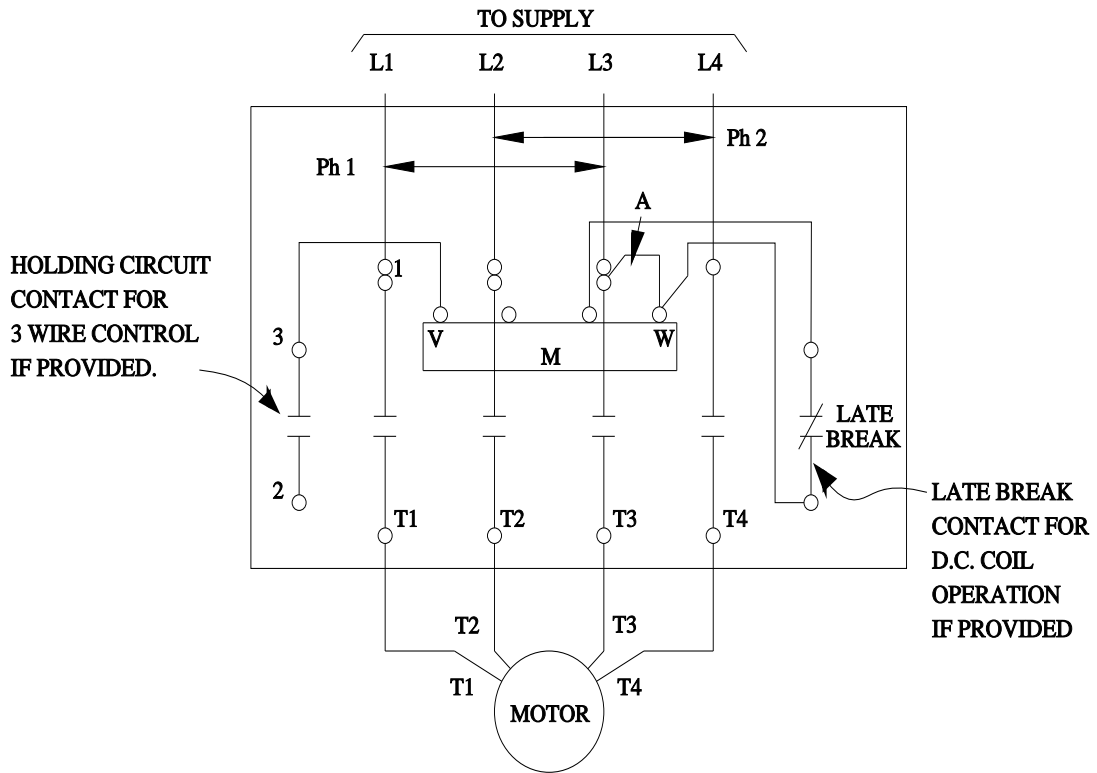 TO SUPPLY
L1
L2
L3
L4
Ph 2
Ph 1
A
HOLDING CIRCUIT
CONTACT FOR
3 WIRE CONTROL
IF PROVIDED.
1
3
V
M
W
LATE
BREAK
2
T1
T2
T3
T4
LATE BREAK
CONTACT FOR
D.C. COIL
OPERATION
IF PROVIDED
T2
T3
T1
T4
MOTOR